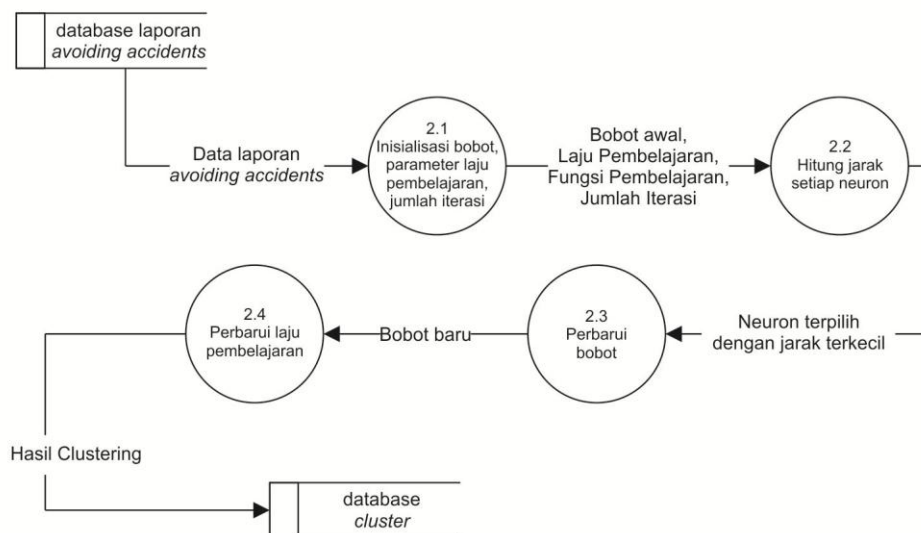 database laporan
avoiding accidents
Data laporan
avoiding accidents
2.1
Inisialisasi bobot,
parameter laju
pembelajaran,
jumlah iterasi
Bobot awal,
Laju Pembelajaran,
Fungsi Pembelajaran,
Jumlah Iterasi
2.2
Hitung jarak
setiap neuron
2.4
Perbarui laju
pembelajaran
Bobot baru
2.3
Perbarui
bobot
Neuron terpilih
dengan jarak terkecil
Hasil Clustering
database
cluster